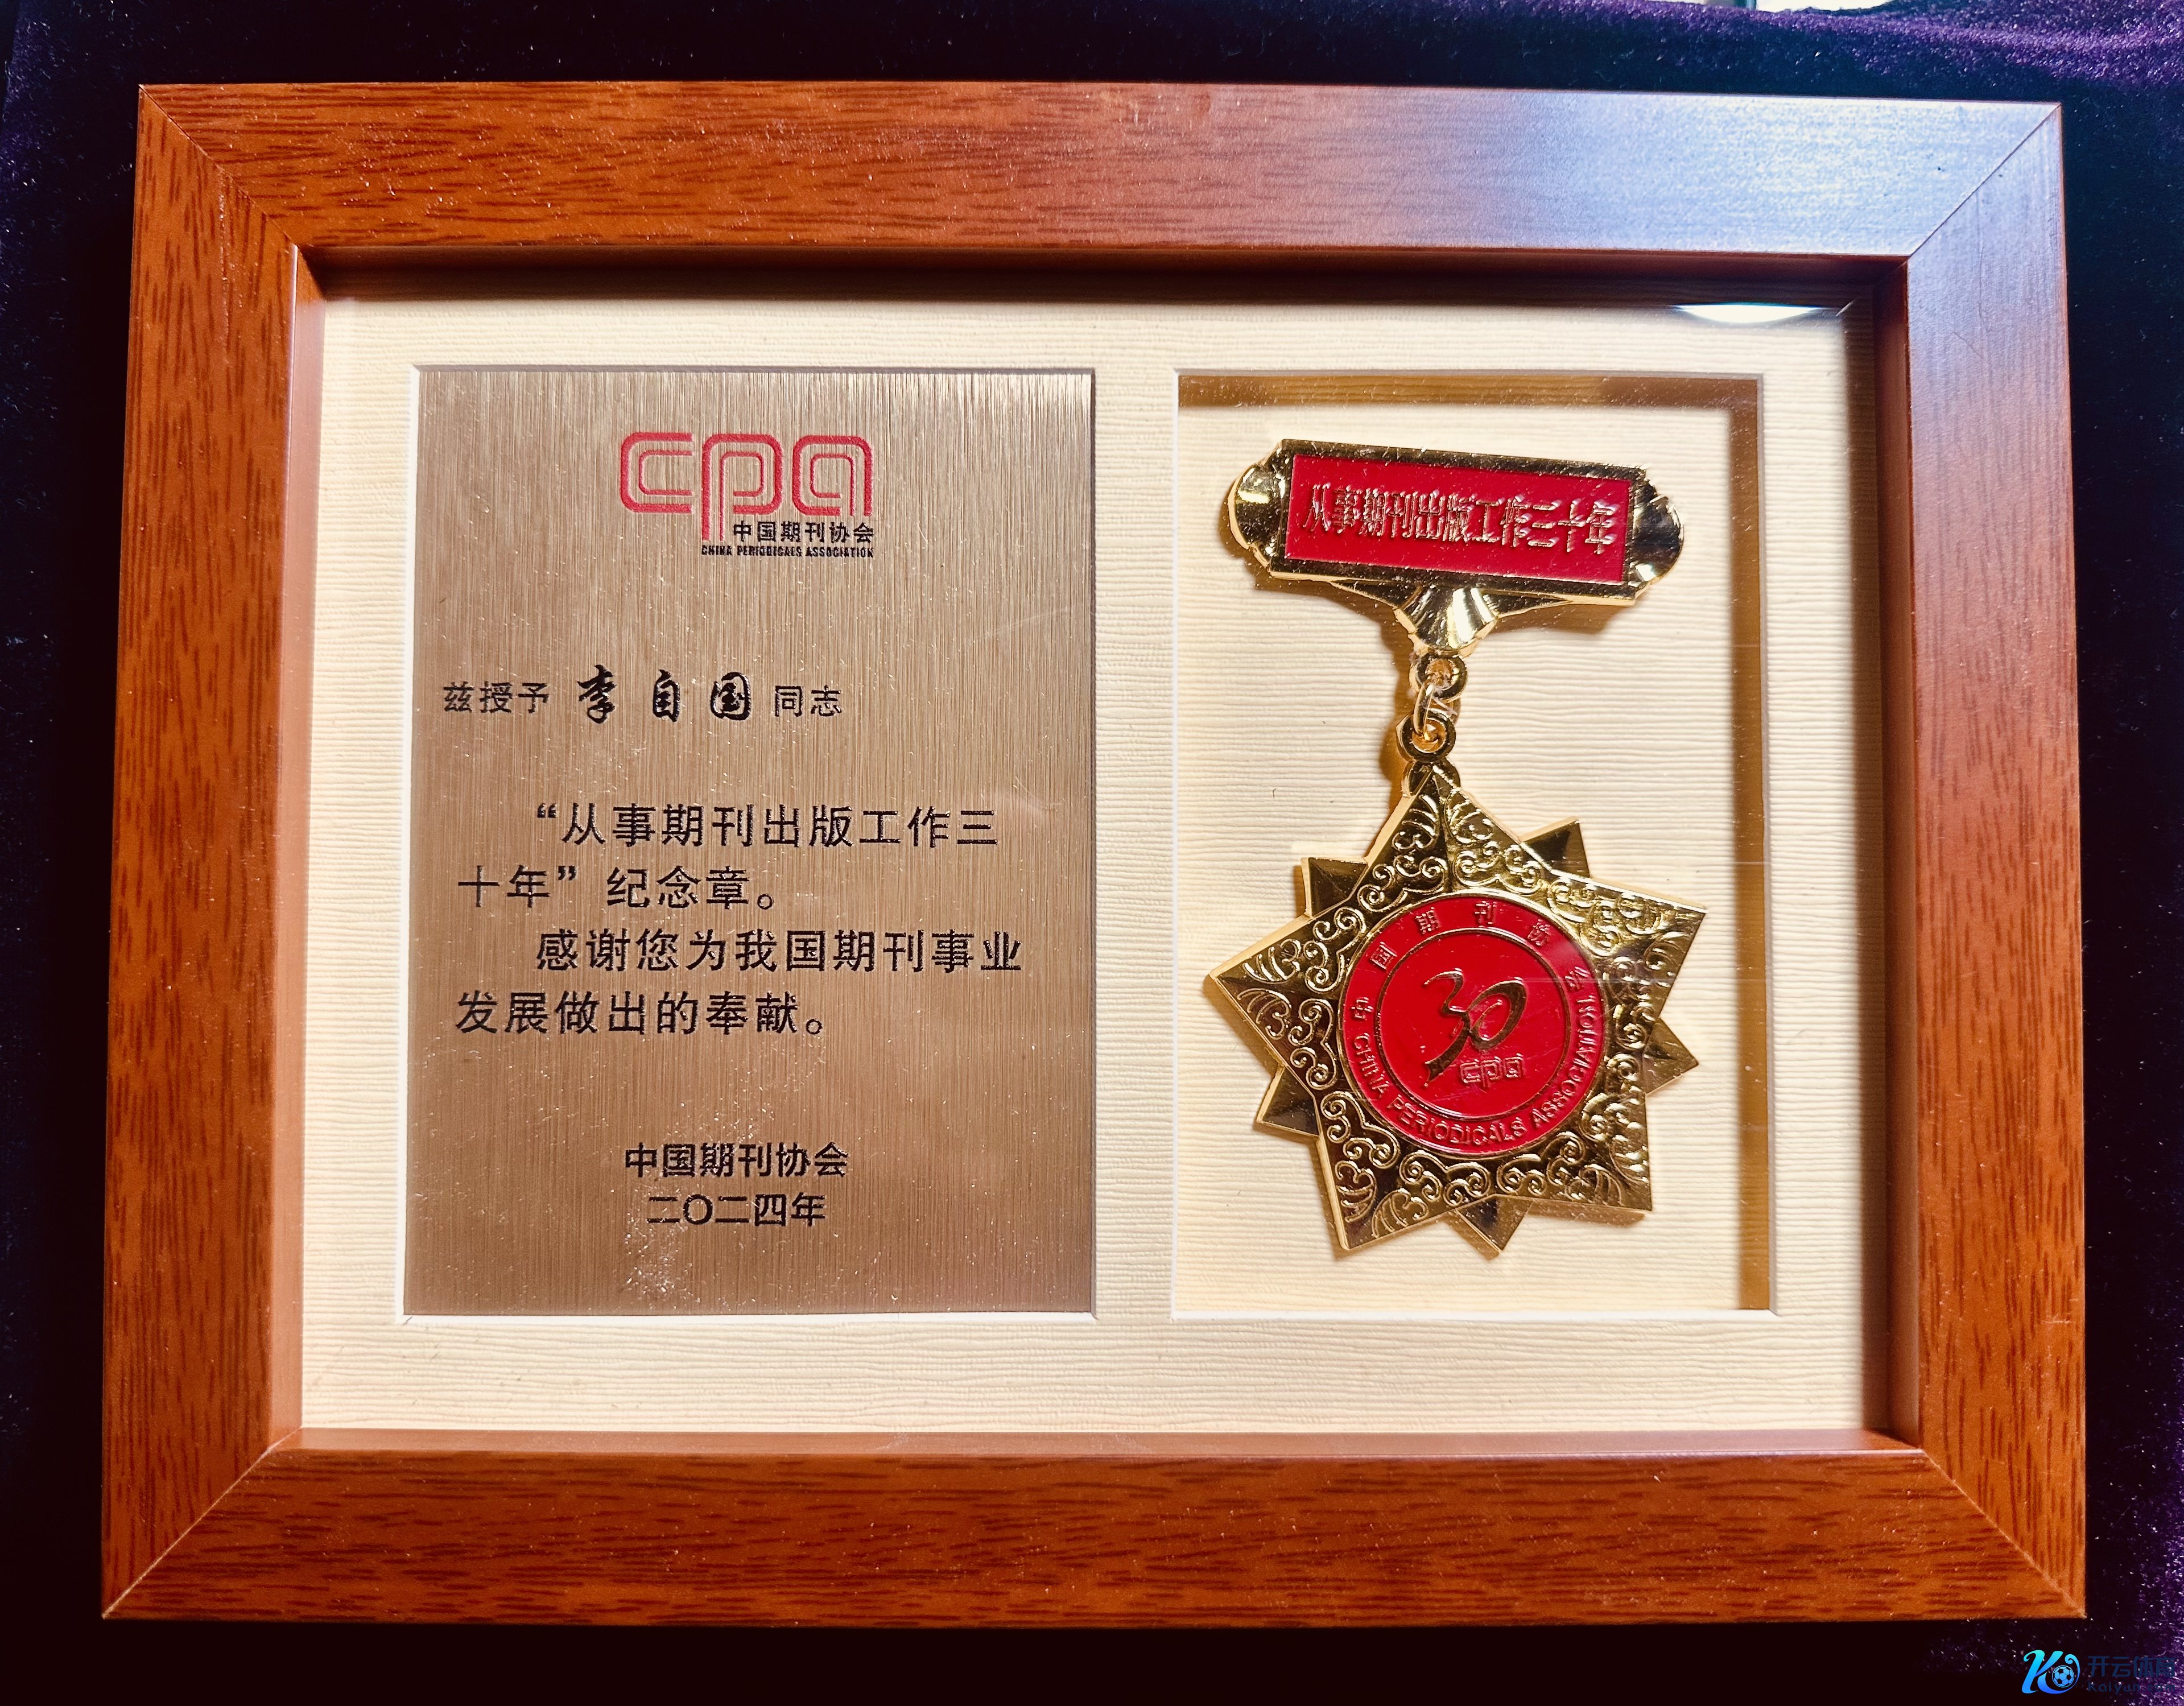 cpa
中国期刊协会
CHINA PERIODICALS ASSOCIATION
兹授予 李自国 同志
“从事期刊出版工作三
十年”纪念章。
感谢您为我国期刊事业
发展做出的奉献。
中国期刊协会
二〇二四年
从事期刊出版工作三十年
中国期刊协会
30
cpa
CHINA PERIODICALS ASSOCIATION
开云体育